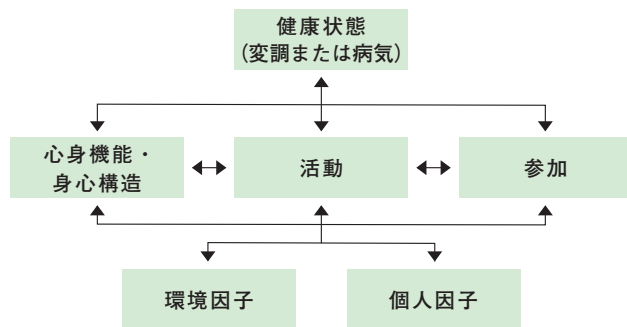 健康状態
(変調または病気)
心身機能・
身心構造
活動
参加
環境因子
個人因子